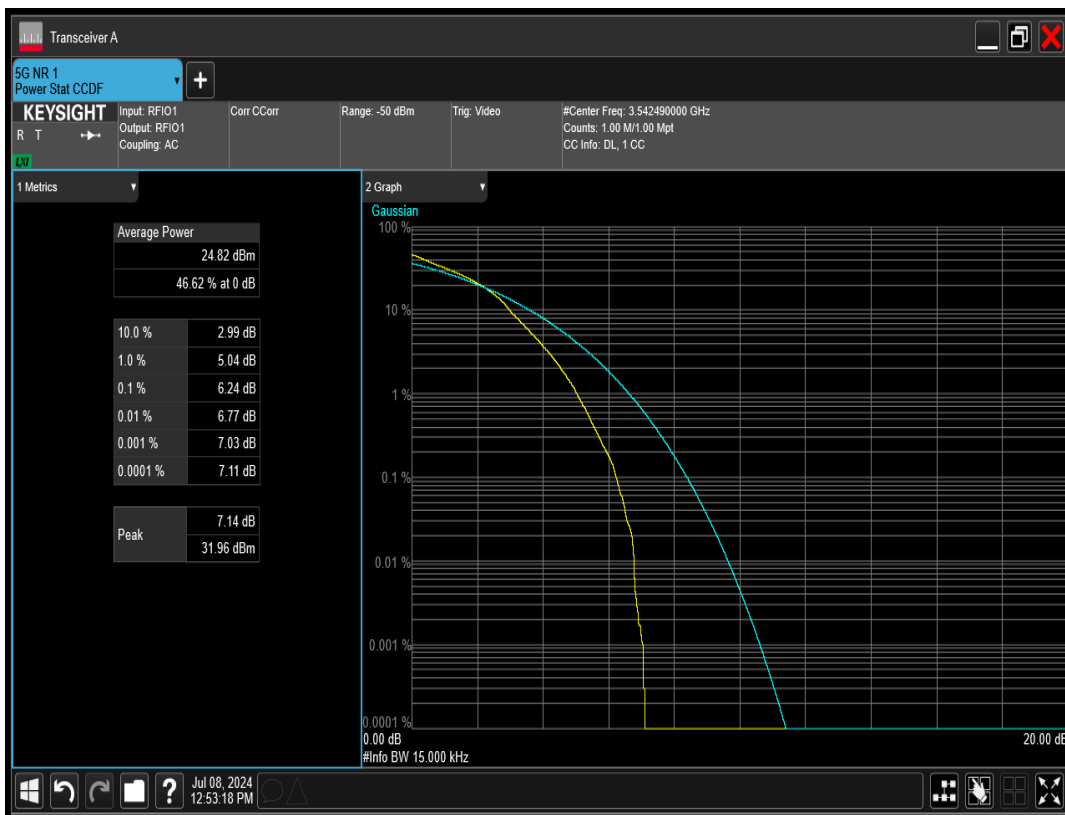 Transceiver A
5G NR 1
Power Stat CCDF
+
KEYSIGHT
R T
LXI
Input: RFIO1
Output: RFIO1
Coupling: AC
Corr CCorr
Range: -50 dBm
Trig: Video
#Center Freq: 3.542490000 GHz
Counts: 1.00 M/1.00 Mpt
CC Info: DL, 1 CC
1 Metrics
Average Power
24.82 dBm
46.62 % at 0 dB
10.0 % 2.99 dB
1.0 % 5.04 dB
0.1 % 6.24 dB
0.01 % 6.77 dB
0.001 % 7.03 dB
0.0001 % 7.11 dB
Peak
7.14 dB
31.96 dBm
2 Graph
Gaussian
100 %
10 %
1 %
0.1 %
0.01 %
0.001 %
0.0001 %
0.00 dB
20.00 dB
#Info BW 15.000 kHz
?
Jul 08, 2024
12:53:18 PM